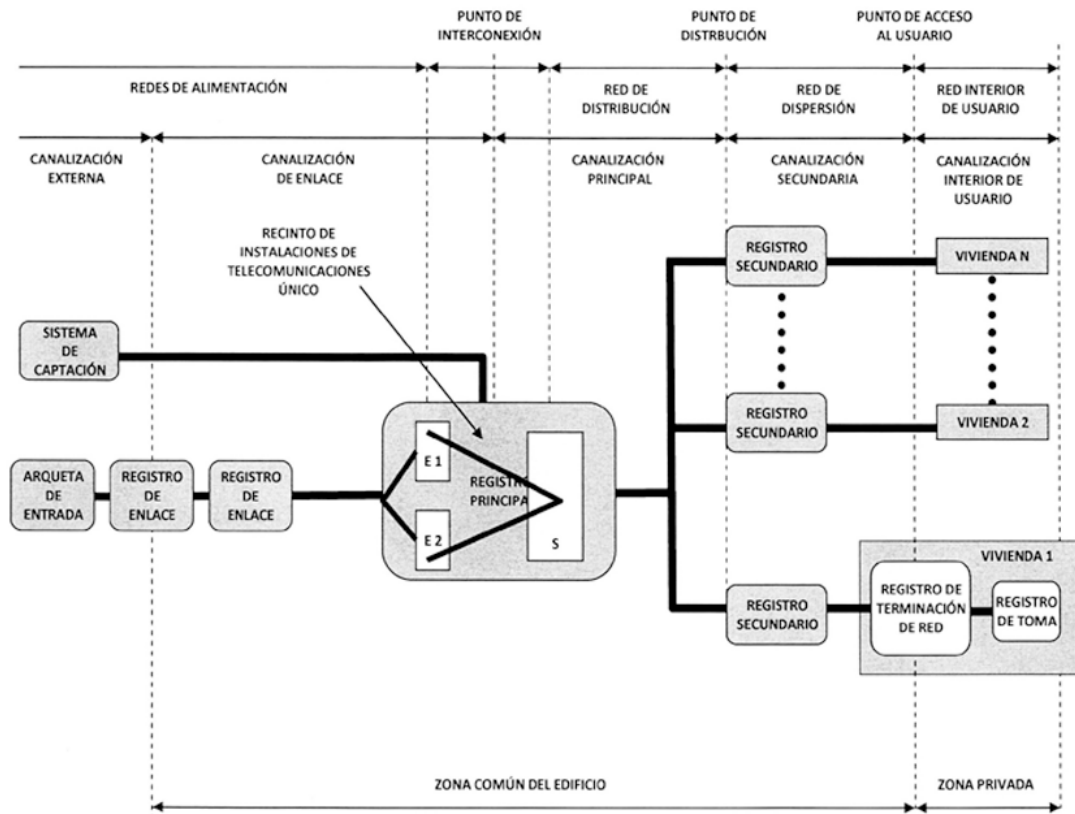 PUNTO DE
INTERCONEXIÓN
PUNTO DE
DISTRBUCIÓN
PUNTO DE ACCESO
AL USUARIO
REDES DE ALIMENTACIÓN
RED DE
DISTRIBUCIÓN
RED DE
DISPERSIÓN
RED INTERIOR
DE USUARIO
CANALIZACIÓN
EXTERNA
CANALIZACIÓN
DE ENLACE
CANALIZACIÓN
PRINCIPAL
CANALIZACIÓN
SECUNDARIA
CANALIZACIÓN
INTERIOR DE
USUARIO
RECINTO DE
INSTALACIONES DE
TELECOMUNICACIONES
ÚNICO
REGISTRO
SECUNDARIO
VIVIENDA N
SISTEMA
DE
CAPTACIÓN
REGISTRO
SECUNDARIO
VIVIENDA 2
ARQUETA
DE
ENTRADA
REGISTRO
DE
ENLACE
REGISTRO
DE
ENLACE
E 1
REGISTRO
PRINCIPA
E 2
S
VIVIENDA 1
REGISTRO
SECUNDARIO
REGISTRO DE
TERMINACIÓN
DE RED
REGISTRO
DE TOMA
ZONA COMÚN DEL EDIFICIO
ZONA PRIVADA